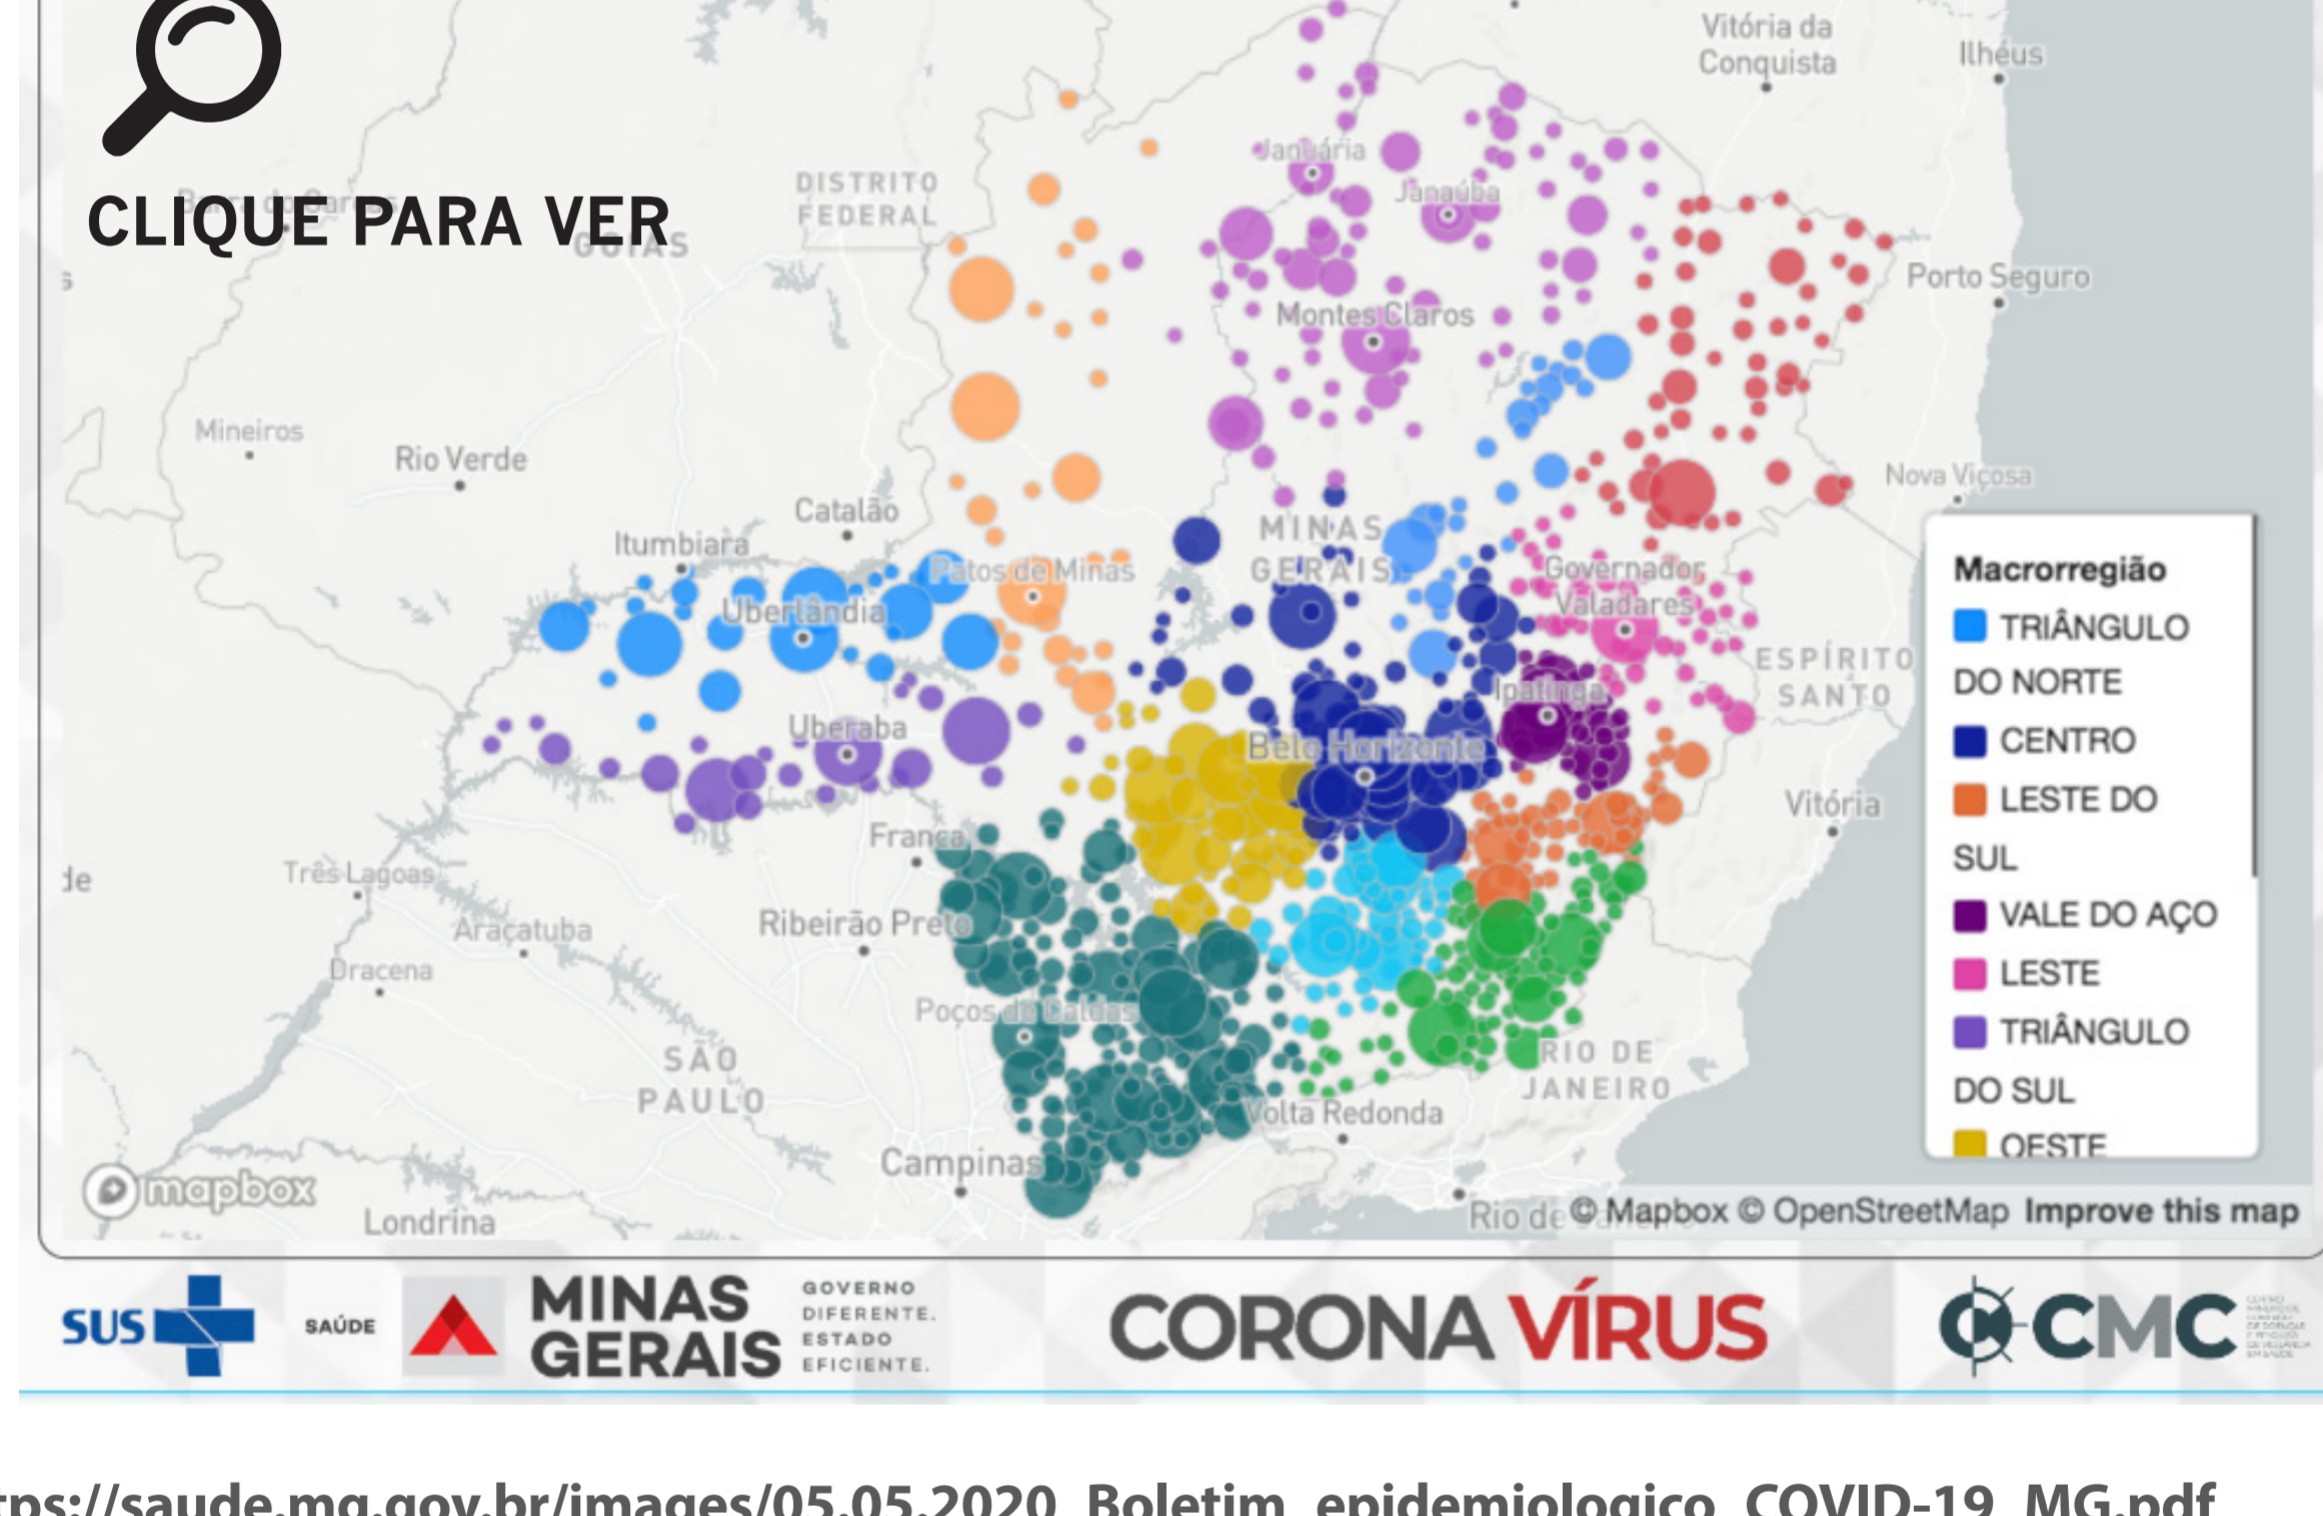 Vitória da
Conquista
Ilhéus
Januária
Janaúba
DISTRITO
FEDERAL
CLIQUE PARA VER
GOIÁS
Porto Seguro
Montes Claros
Mineiros
Rio Verde
Nova Viçosa
Catalão
MINAS
GERAIS
Itumbiara
Patos de Minas
Governador
Valadares
Uberlândia
ESPÍRITO
SANTO
Ipatinga
Uberaba
Belo Horizonte
Vitória
Franca
de
Três Lagoas
Araçatuba
Ribeirão Preto
Dracena
Poços de Caldas
SÃO
PAULO
RIO DE
JANEIRO
Volta Redonda
Campinas
Londrina
Rio de
Macrorregião
TRIÂNGULO
DO NORTE
CENTRO
LESTE DO
SUL
VALE DO AÇO
LESTE
TRIÂNGULO
DO SUL
OESTE
mapbox
© Mapbox © OpenStreetMap Improve this map
SUS
SAÚDE
MINAS
GERAIS
GOVERNO
DIFERENTE.
ESTADO
EFICIENTE.
CORONA VÍRUS
CMC
tps://saude.mg.gov.br/images/05.05.2020_Boletim_epidemiologico_COVID-19_MG.pdf